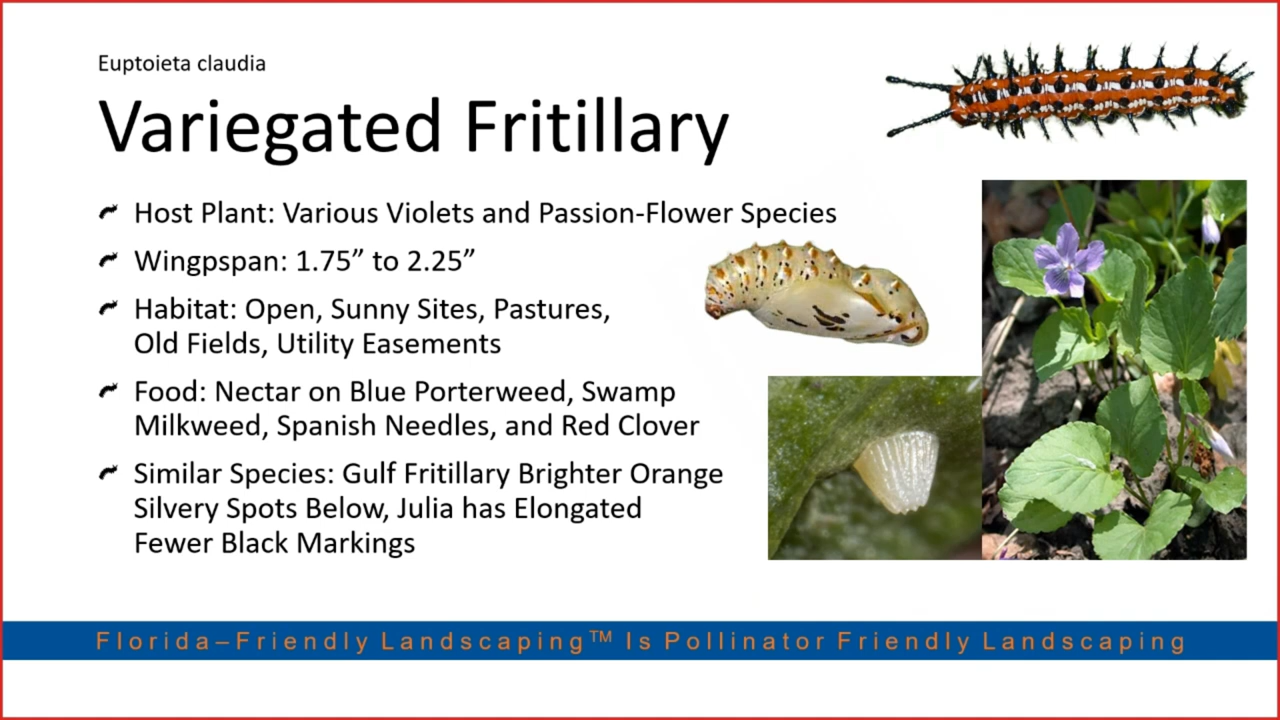 Euptoieta claudia
Variegated Fritillary
Host Plant: Various Violets and Passion-Flower Species
Wingpspan: 1.75” to 2.25”
Habitat: Open, Sunny Sites, Pastures,
Old Fields, Utility Easements
Food: Nectar on Blue Porterweed, Swamp
Milkweed, Spanish Needles, and Red Clover
Similar Species: Gulf Fritillary Brighter Orange
Silvery Spots Below, Julia has Elongated
Fewer Black Markings
Florida–Friendly Landscaping™ Is Pollinator Friendly Landscaping